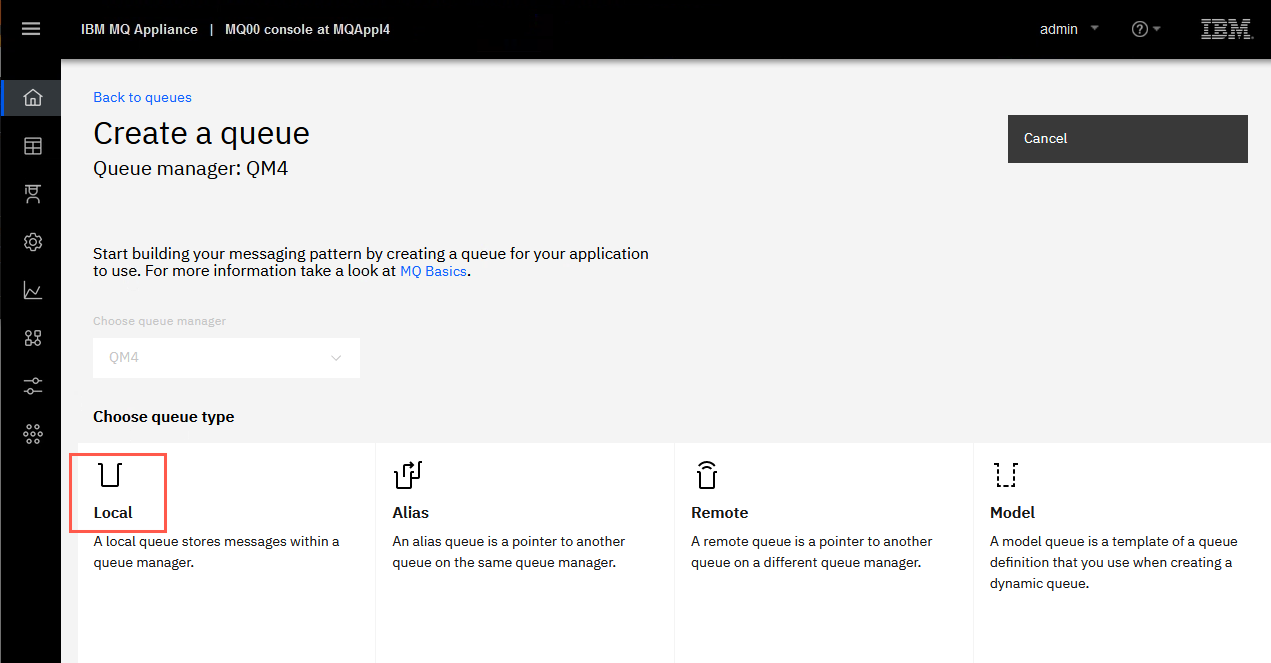 IBM MQ Appliance | MQ00 console at MQAppl4
admin
IBM
Back to queues
Create a queue
Queue manager: QM4
Cancel
Start building your messaging pattern by creating a queue for your application
to use. For more information take a look at MQ Basics.
Choose queue manager
QM4
Choose queue type
Local
A local queue stores messages within a
queue manager.
Alias
An alias queue is a pointer to another
queue on the same queue manager.
Remote
A remote queue is a pointer to another
queue on a different queue manager.
Model
A model queue is a template of a queue
definition that you use when creating a
dynamic queue.